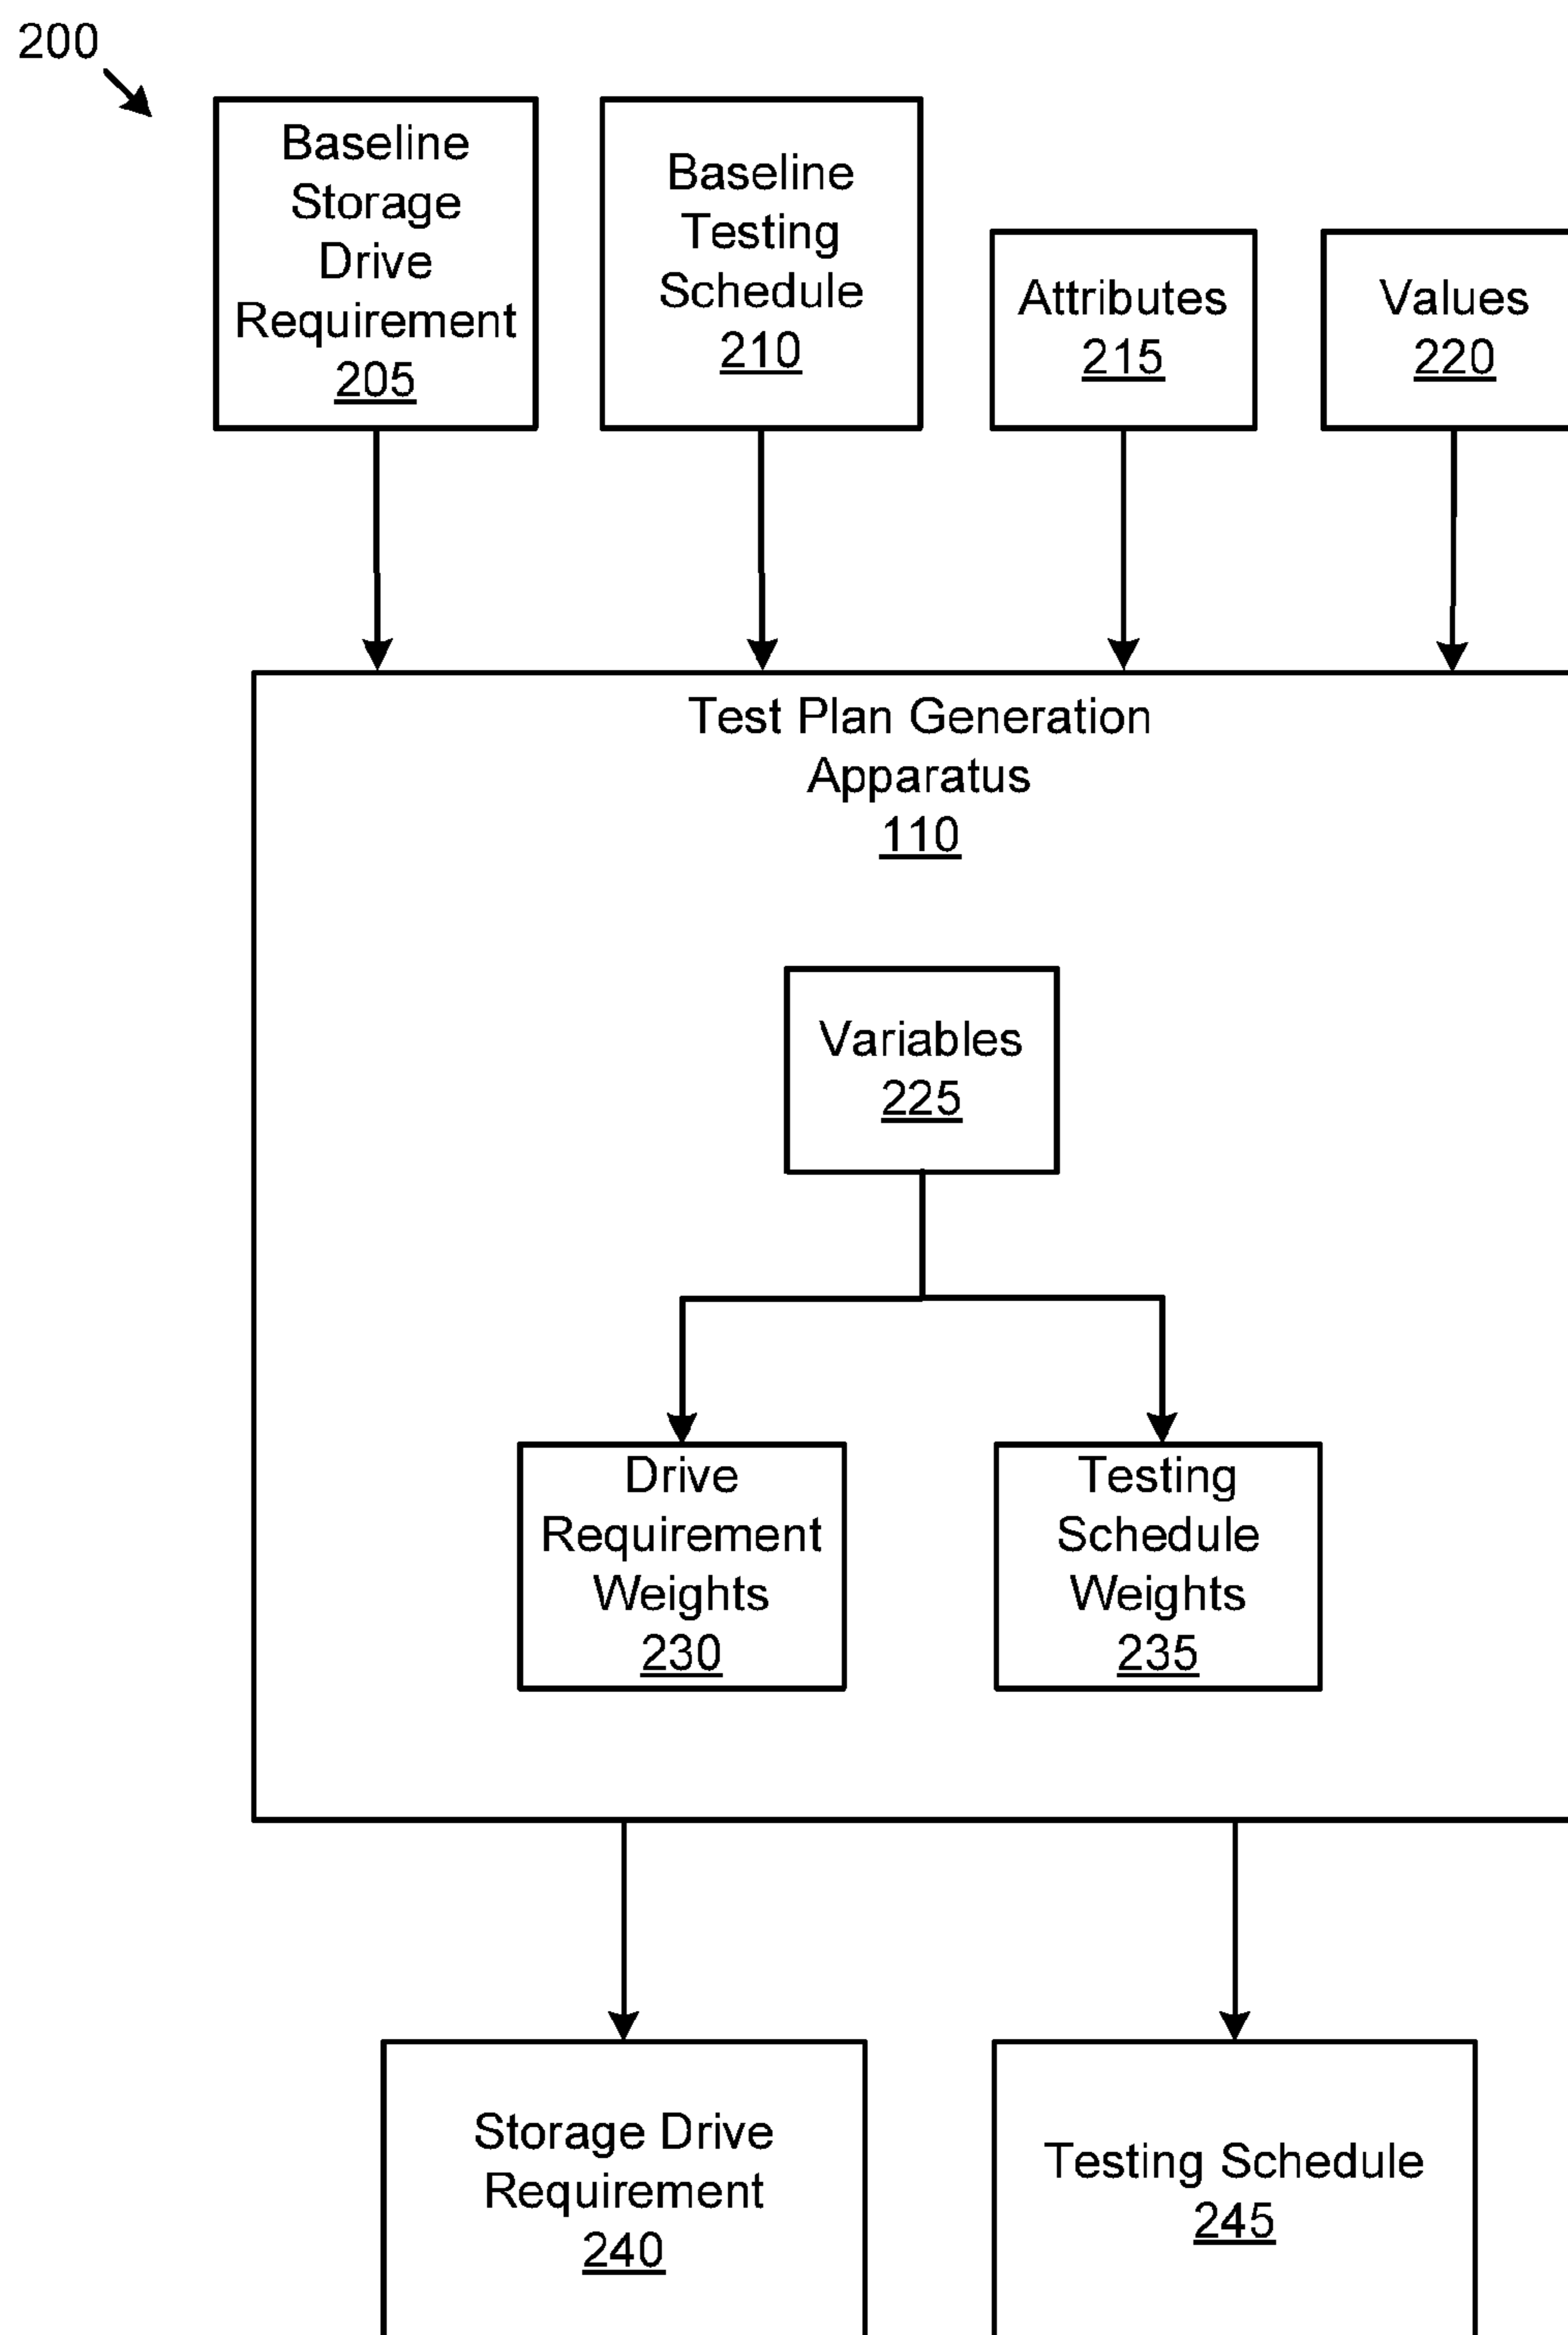 200
Baseline
Storage
Drive
Requirement
205
Baseline
Testing
Schedule
210
Attributes
215
Values
220
Test Plan Generation
Apparatus
110
Variables
225
Drive
Requirement
Weights
230
Testing
Schedule
Weights
235
Storage Drive
Requirement
240
Testing Schedule
245